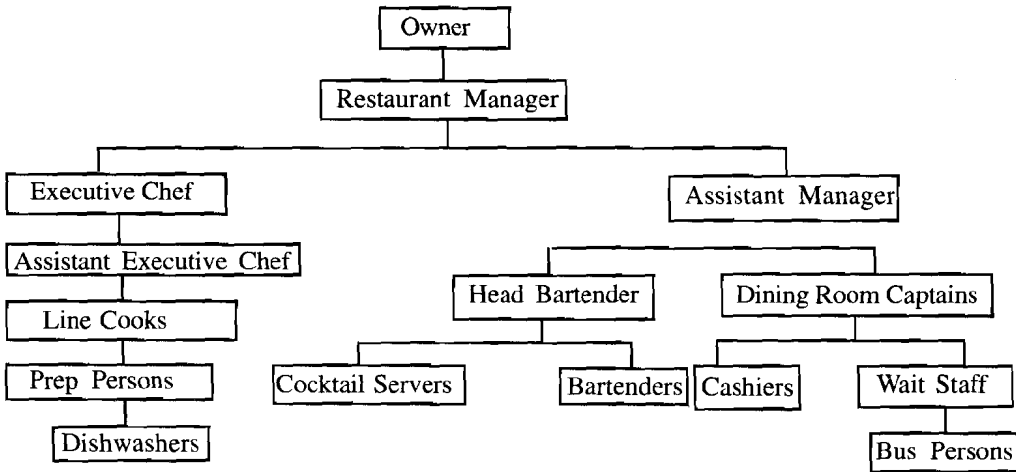 Owner
Restaurant Manager
Executive Chef
Assistant Manager
Assistant Executive Chef
Head Bartender
Dining Room Captains
Line Cooks
Prep Persons
Cocktail Servers
Bartenders
Cashiers
Wait Staff
Dishwashers
Bus Persons